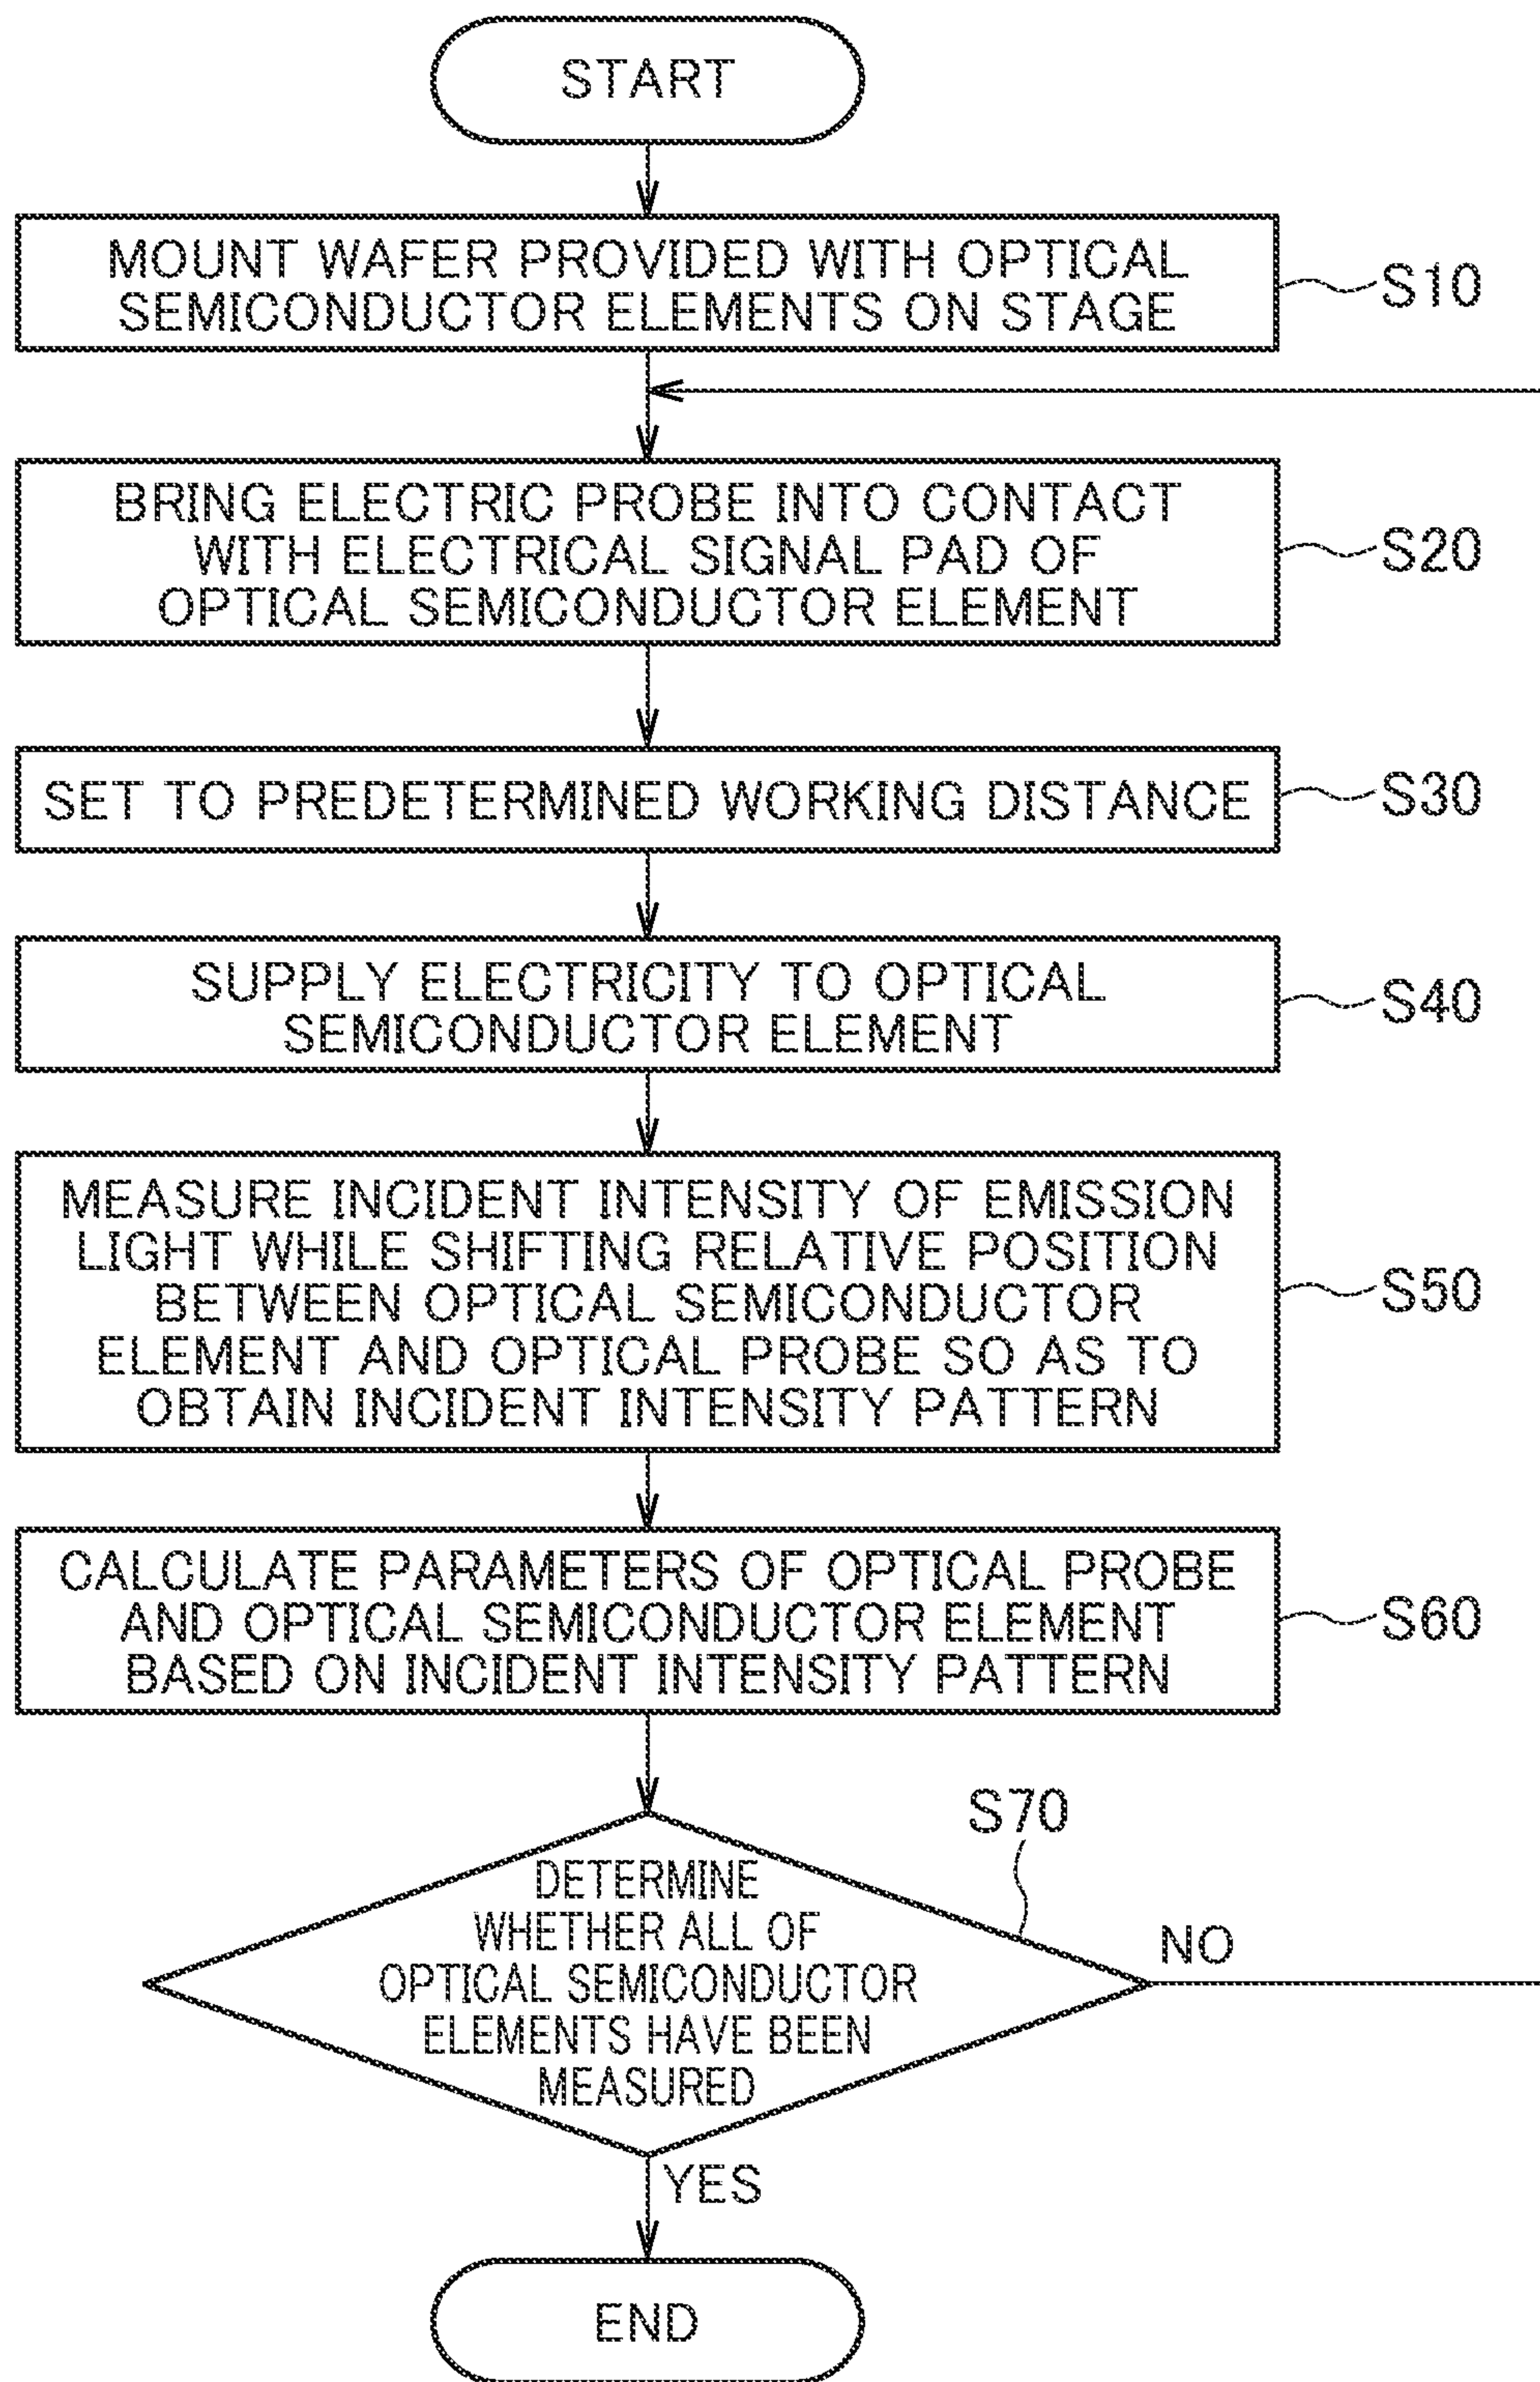 START
MOUNT WAFER PROVIDED WITH OPTICAL
SEMICONDUCTOR ELEMENTS ON STAGE
S10
BRING ELECTRIC PROBE INTO CONTACT
WITH ELECTRICAL SIGNAL PAD OF
OPTICAL SEMICONDUCTOR ELEMENT
S20
SET TO PREDETERMINED WORKING DISTANCE
S30
SUPPLY ELECTRICITY TO OPTICAL
SEMICONDUCTOR ELEMENT
S40
MEASURE INCIDENT INTENSITY OF EMISSION
LIGHT WHILE SHIFTING RELATIVE POSITION
BETWEEN OPTICAL SEMICONDUCTOR
ELEMENT AND OPTICAL PROBE SO AS TO
OBTAIN INCIDENT INTENSITY PATTERN
S50
CALCULATE PARAMETERS OF OPTICAL PROBE
AND OPTICAL SEMICONDUCTOR ELEMENT
BASED ON INCIDENT INTENSITY PATTERN
S60
S70
DETERMINE
WHETHER ALL OF
OPTICAL SEMICONDUCTOR
ELEMENTS HAVE BEEN
MEASURED
NO
YES
END